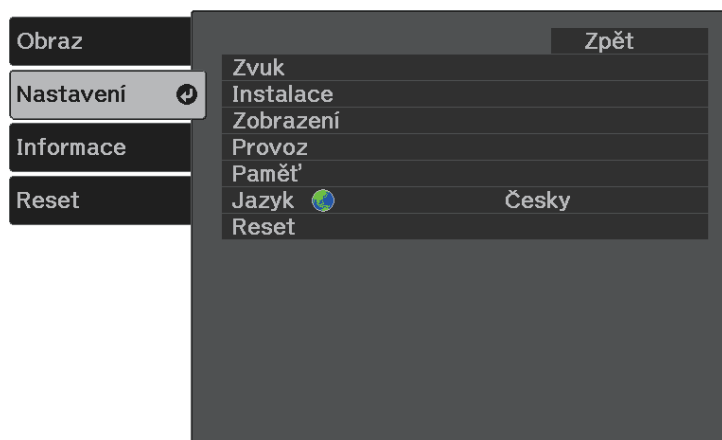 Obraz
Nastavení
Informace
Reset
Zpět
Zvuk
Instalace
Zobrazení
Provoz
Paměť
Jazyk Česky
Reset